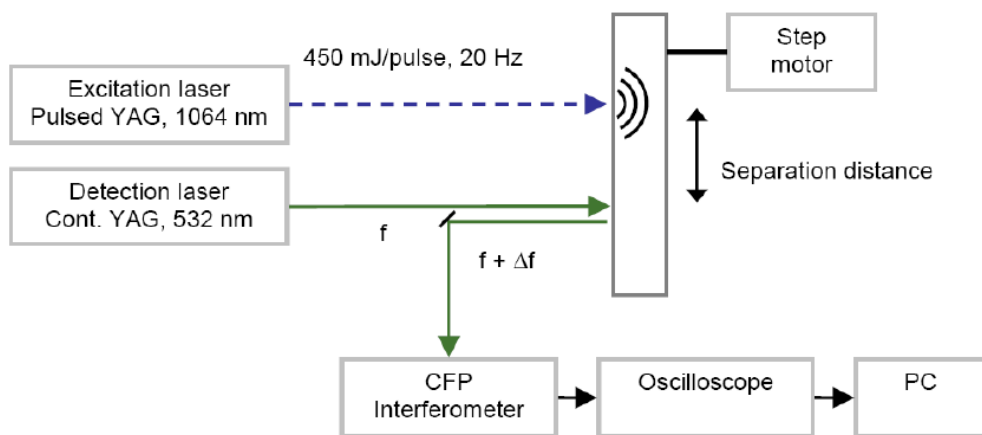 450 mJ/pulse, 20 Hz
Step
motor
Excitation laser
Pulsed YAG, 1064 nm
Separation distance
Detection laser
Cont. YAG, 532 nm
f
f + Δf
CFP
Interferometer
Oscilloscope
PC